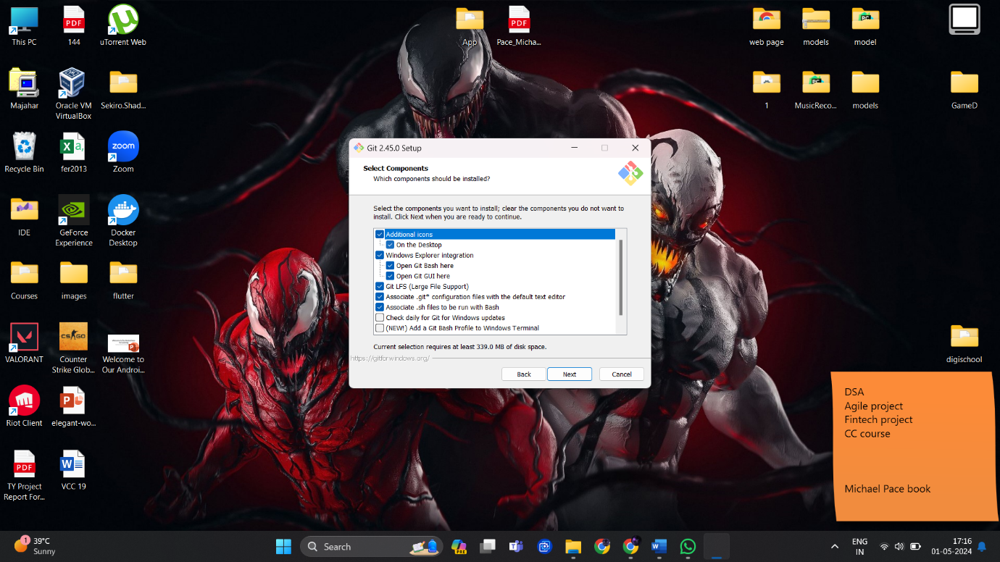 This PC
144
uTorrent Web
App
Pace_Micha...
web page
models
model
Majahar
Oracle VM
VirtualBox
Sekiro.Shad...
1
MusicReco...
models
GameD
Recycle Bin
fer2013
zoom
Zoom
IDE
GeForce
Experience
Docker
Desktop
Courses
images
flutter
VALORANT
CS:GO
Counter
Strike Glob...
Welcome to
Our Androi...
Riot Client
elegant-wo...
TY Project
Report For...
VCC 19
digischool
Git 2.45.0 Setup
Select Components
Which components should be installed?
Select the components you want to install; clear the components you do not want to
install. Click Next when you are ready to continue.
Additional icons
On the Desktop
Windows Explorer integration
Open Git Bash here
Open Git GUI here
Git LFS (Large File Support)
Associate .git* configuration files with the default text editor
Associate .sh files to be run with Bash
Check daily for Git for Windows updates
(NEW!) Add a Git Bash Profile to Windows Terminal
Current selection requires at least 339.0 MB of disk space.
https://gitforwindows.org/
Back
Next
Cancel
DSA
Agile project
Fintech project
CC course
Michael Pace book
1
39°C
Sunny
Search
PRE
ENG
IN
17:16
01-05-2024